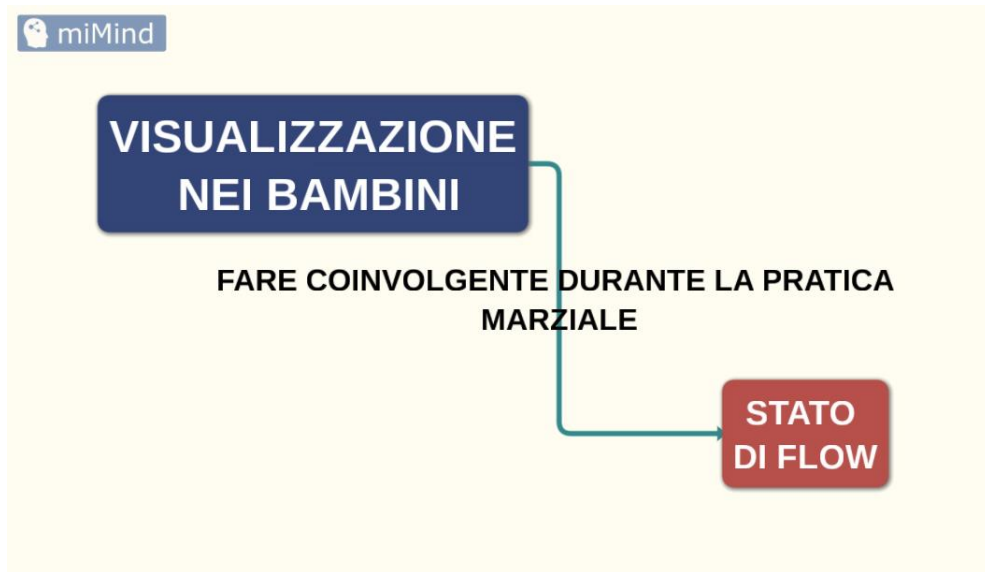 miMind
VISUALIZZAZIONE
NEI BAMBINI
FARE COINVOLGENTE DURANTE LA PRATICA
MARZIALE
STATO
DI FLOW